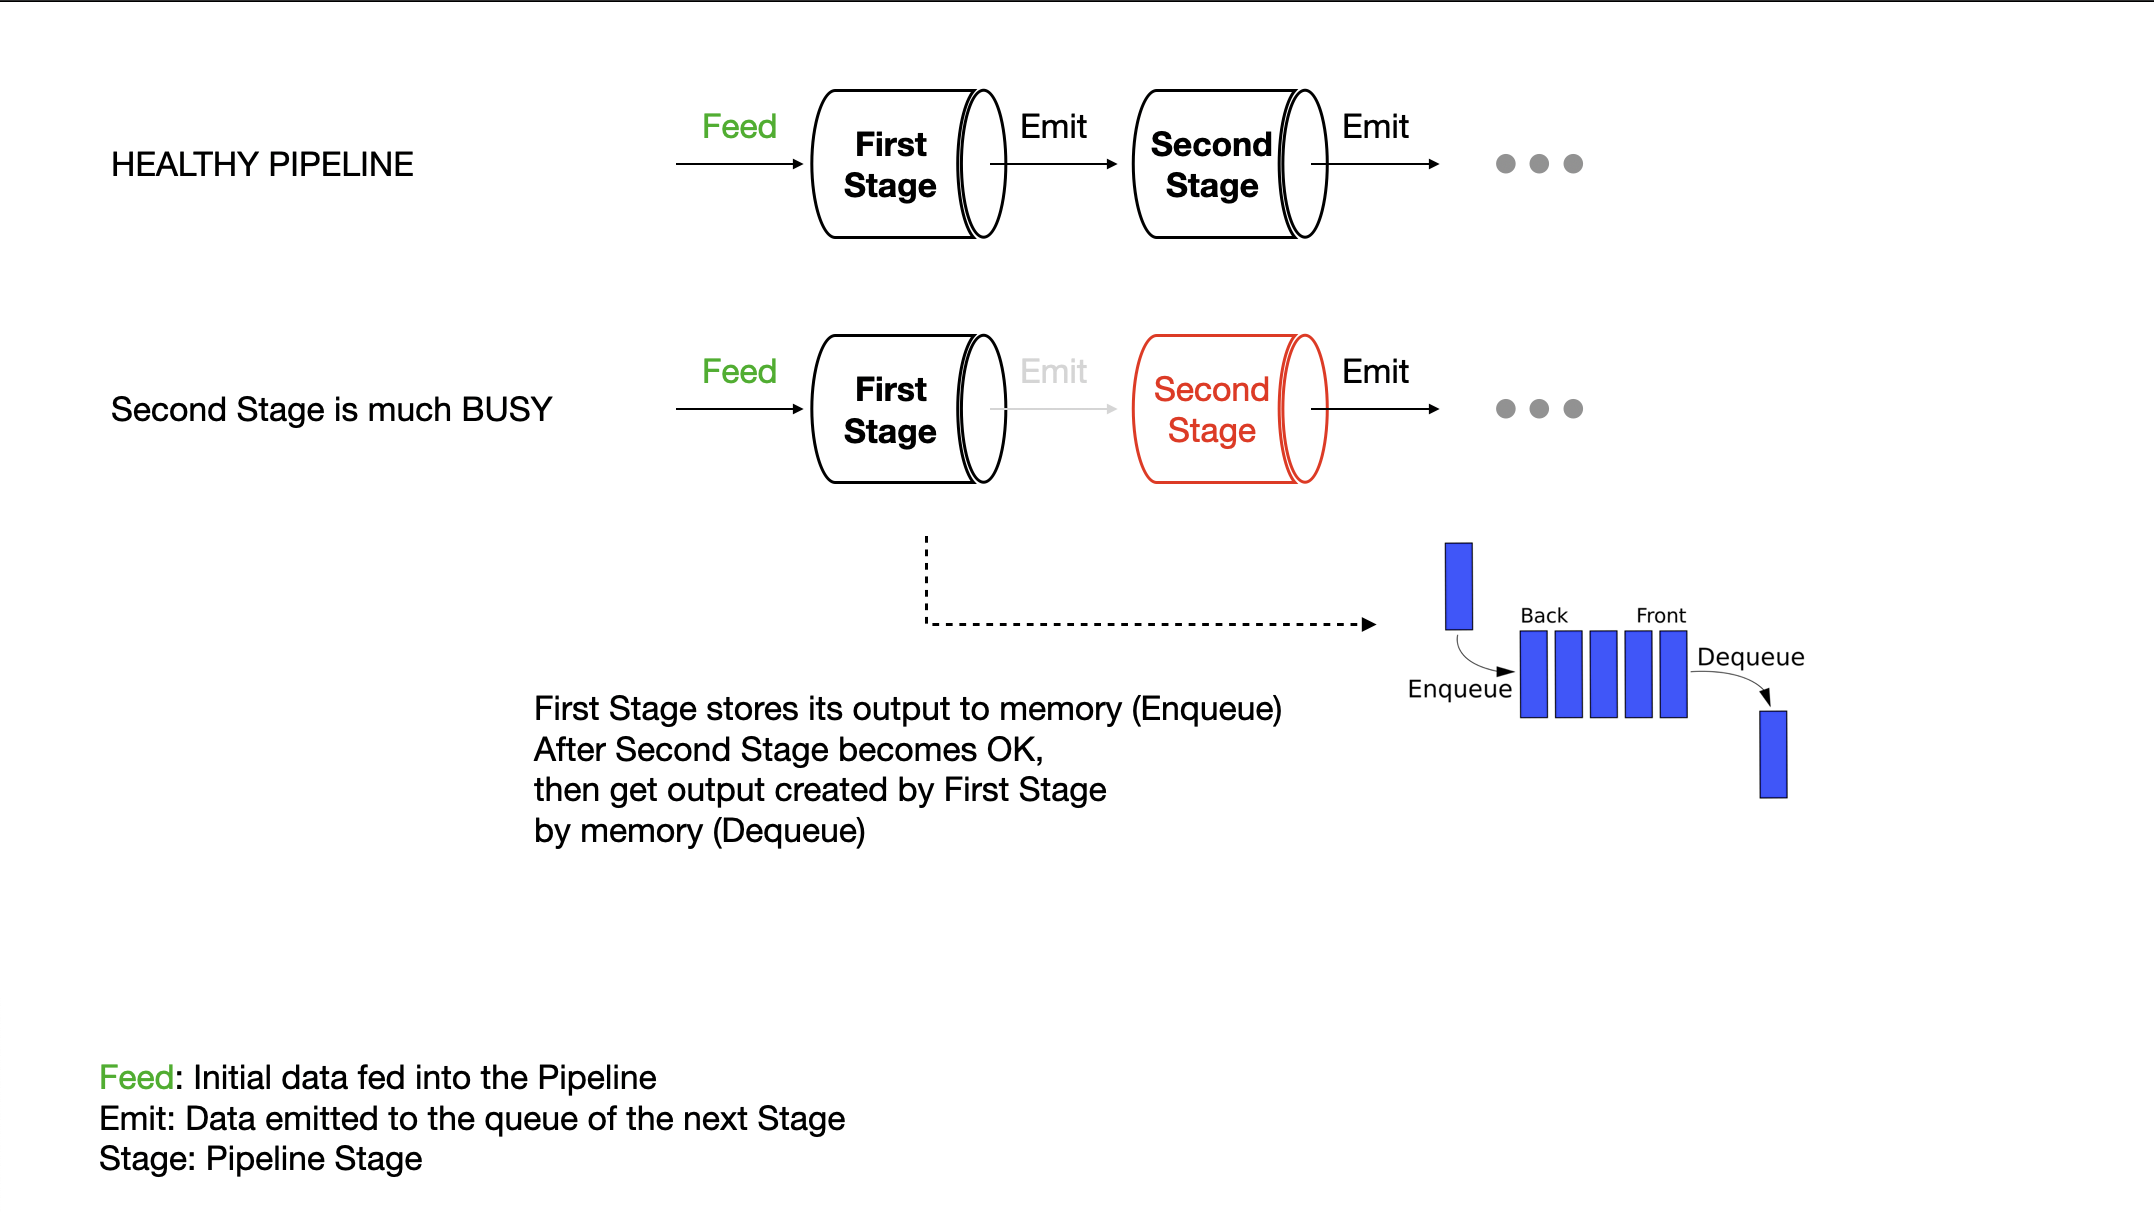 HEALTHY PIPELINE
Feed
First
Stage
Emit
Second
Stage
Emit
Second Stage is much BUSY
Feed
First
Stage
Emit
Second
Stage
Emit
Back
Front
Enqueue
Dequeue
First Stage stores its output to memory (Enqueue)
After Second Stage becomes OK,
then get output created by First Stage
by memory (Dequeue)
Feed: Initial data fed into the Pipeline
Emit: Data emitted to the queue of the next Stage
Stage: Pipeline Stage